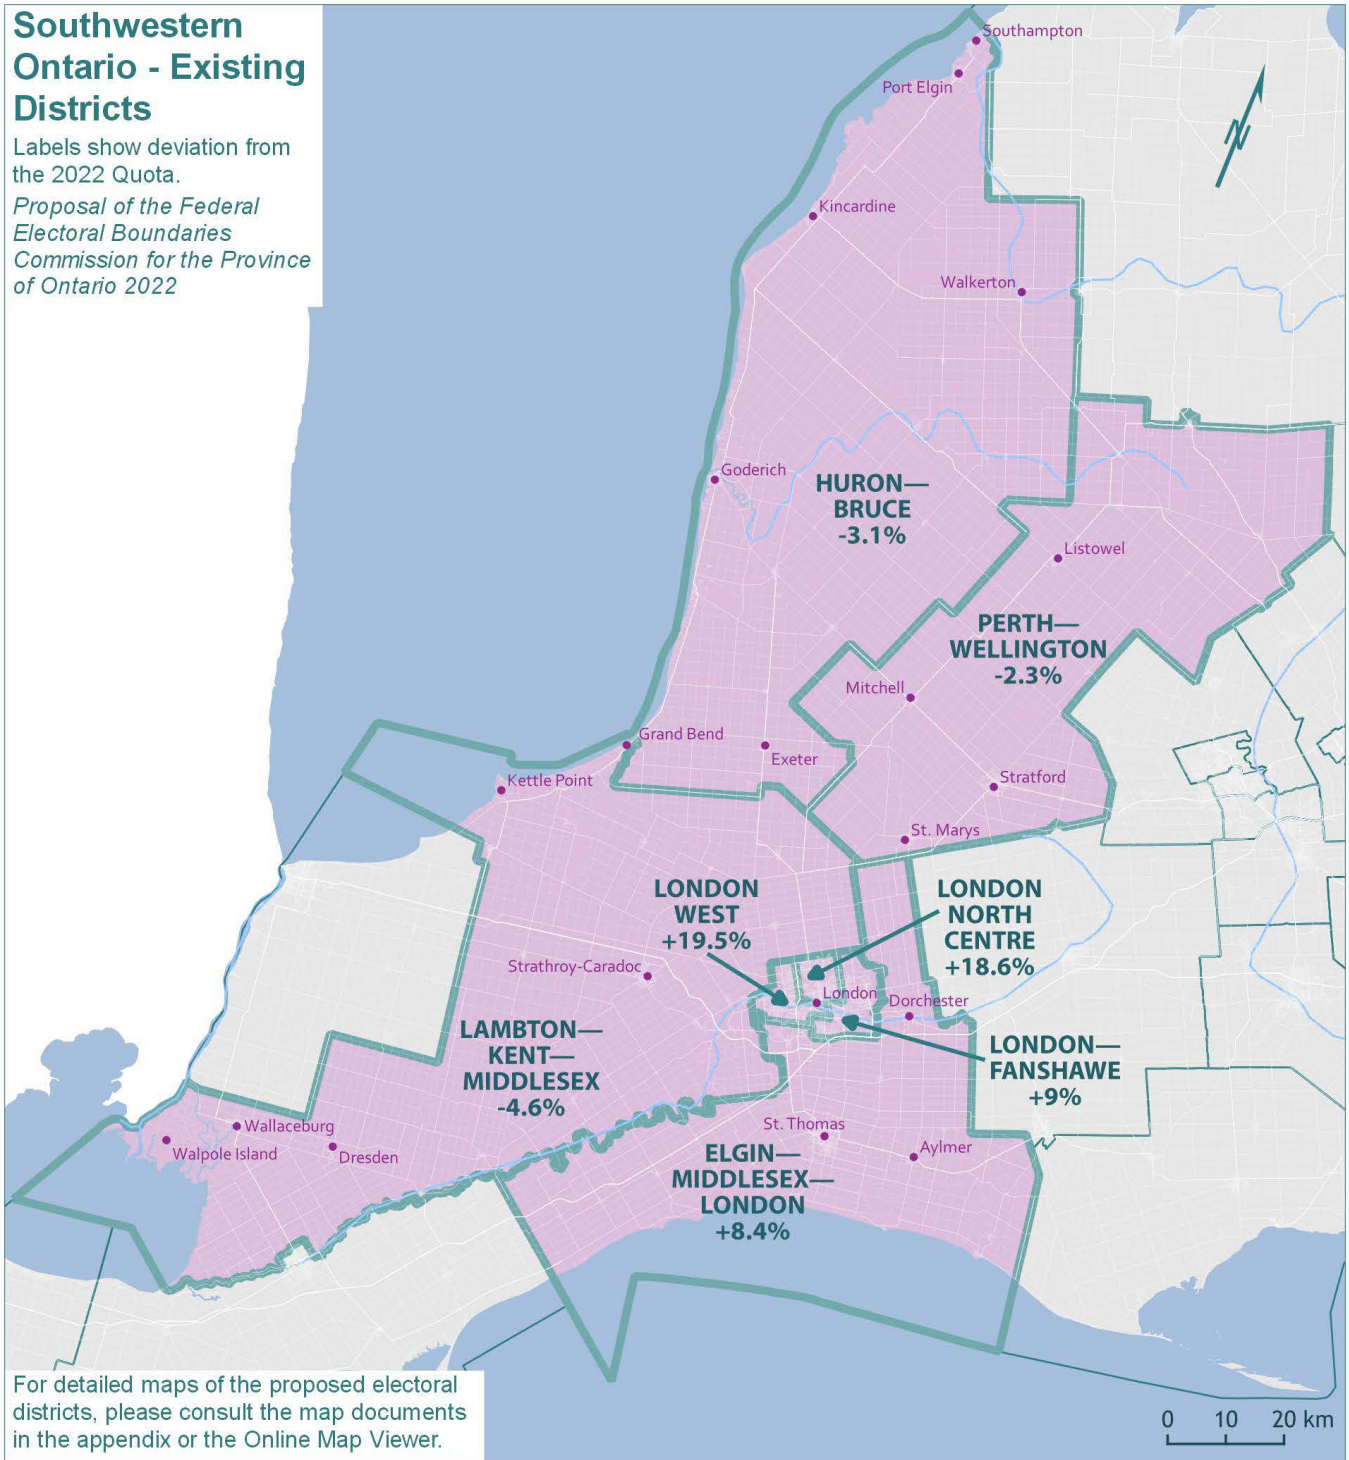 Southwestern
Ontario - Existing
Districts
Labels show deviation from
the 2022 Quota.
Proposal of the Federal
Electoral Boundaries
Commission for the Province
of Ontario 2022
Southampton
Port Elgin
Kincardine
Walkerton
Goderich
HURON—
BRUCE
-3.1%
Listowel
PERTH—
WELLINGTON
-2.3%
Mitchell
Grand Bend
Exeter
Kettle Point
Stratford
St. Marys
LONDON
WEST
+19.5%
LONDON
NORTH
CENTRE
+18.6%
Strathroy-Caradoc
London
Dorchester
LAMBTON—
KENT—
MIDDLESEX
-4.6%
LONDON—
FANSHAWE
+9%
Wallaceburg
Walpole Island
Dresden
St. Thomas
Aylmer
ELGIN—
MIDDLESEX—
LONDON
+8.4%
For detailed maps of the proposed electoral
districts, please consult the map documents
in the appendix or the Online Map Viewer.
0 10 20 km